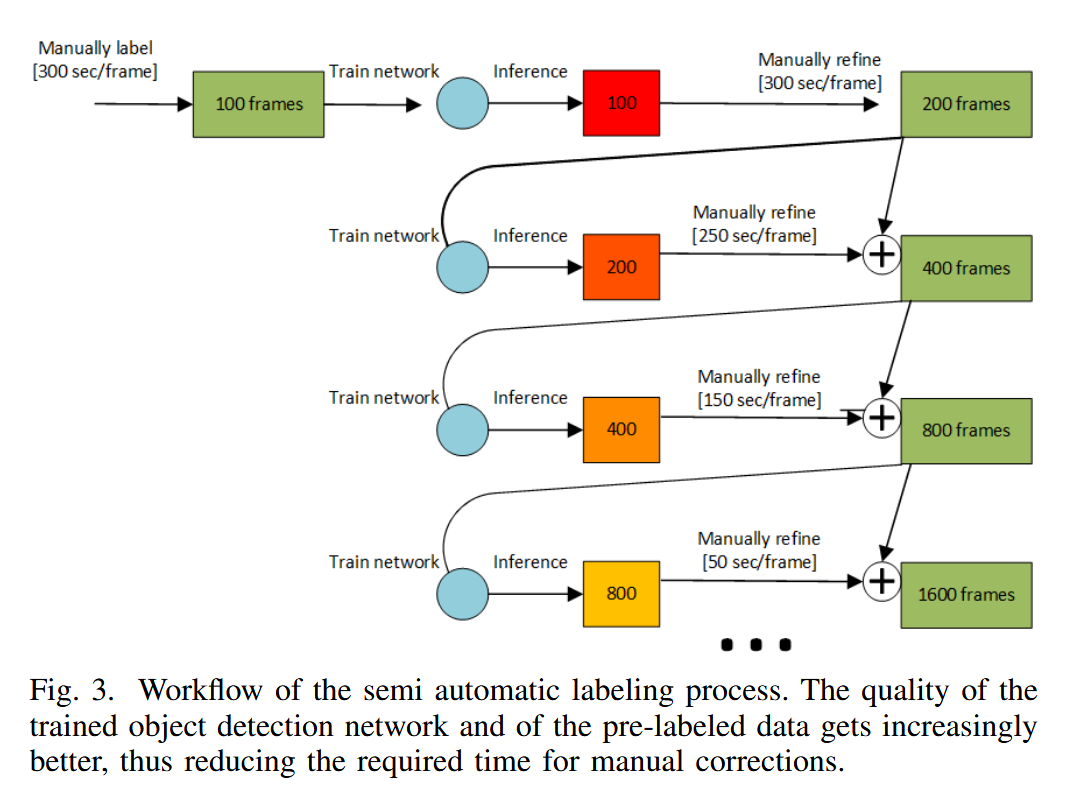 Manually label
[300 sec/frame]
100 frames
Train network
Inference
100
Manually refine
[300 sec/frame]
200 frames
Train network
Inference
200
Manually refine
[250 sec/frame]
400 frames
Train network
Inference
400
Manually refine
[150 sec/frame]
800 frames
Train network
Inference
800
Manually refine
[50 sec/frame]
1600 frames
Fig. 3. Workflow of the semi automatic labeling process. The quality of the
trained object detection network and of the pre-labeled data gets increasingly
better, thus reducing the required time for manual corrections.